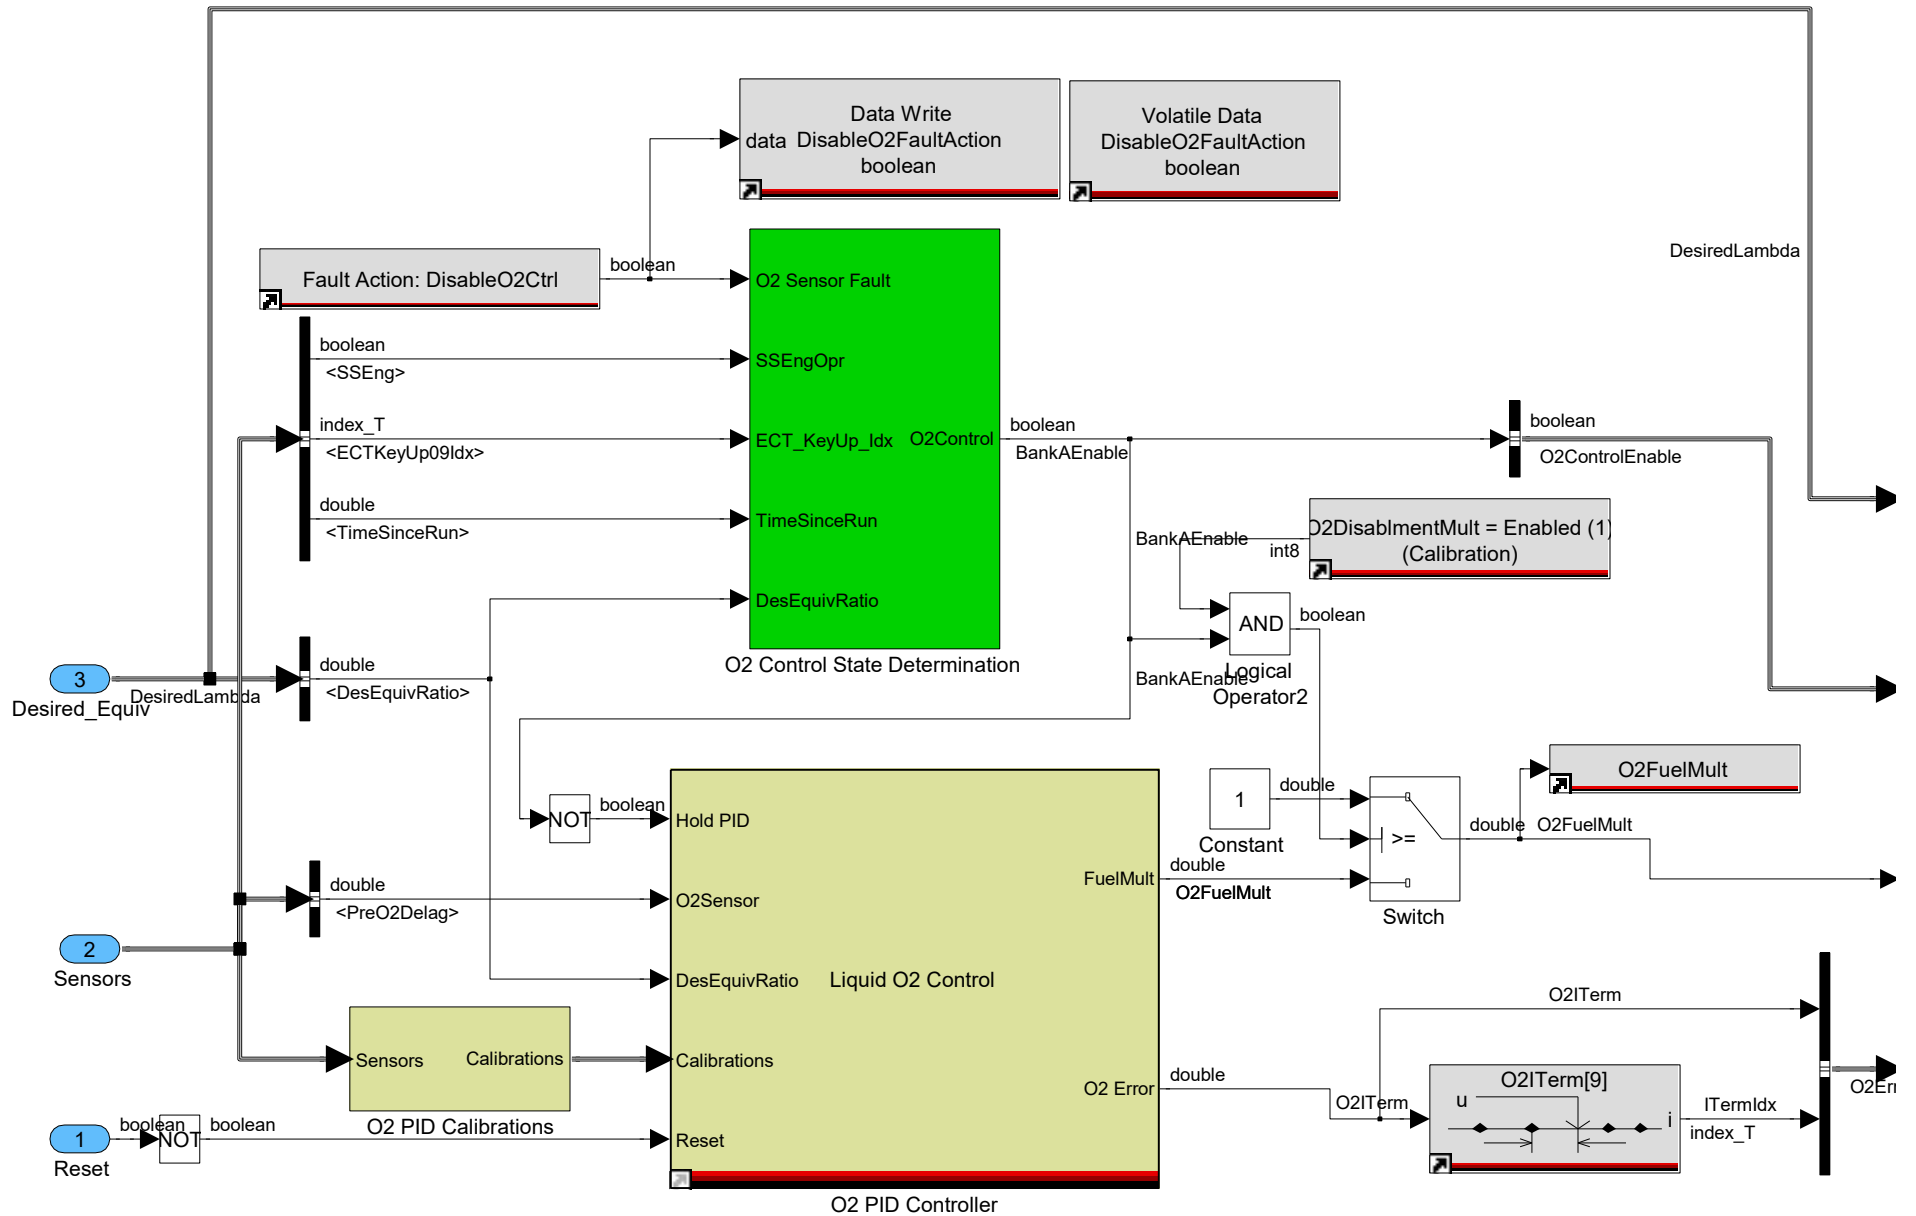 Data Write
data DisableO2FaultAction
boolean
Volatile Data
DisableO2FaultAction
boolean
DesiredLambda
Fault Action: DisableO2Ctrl
boolean
O2 Sensor Fault
boolean
<SSEng>
SSEngOpr
index_T
<ECTKeyUp09Idx>
ECT_KeyUp_Idx
O2Control
boolean
BankAEnable
boolean
O2ControlEnable
double
<TimeSinceRun>
TimeSinceRun
BankAEnable
int8
O2DisablmentMult = Enabled (1)
(Calibration)
DesEquivRatio
AND
boolean
O2 Control State Determination
BankAEnable
Logical
Operator2
3
Desired_Equiv
DesiredLambda
double
<DesEquivRatio>
NOT
boolean
Hold PID
1
double
Constant
>=
Switch
double
O2FuelMult
O2FuelMult
FuelMult
double
O2FuelMult
double
<PreO2Delag>
O2Sensor
2
Sensors
DesEquivRatio
Liquid O2 Control
Sensors
Calibrations
O2 PID Calibrations
Calibrations
O2 Error
double
O2ITerm
O2ITerm
O2ITerm[9]
u
i
ITermIdx
index_T
O2Err
1
Reset
boolean
NOT
boolean
Reset
O2 PID Controller